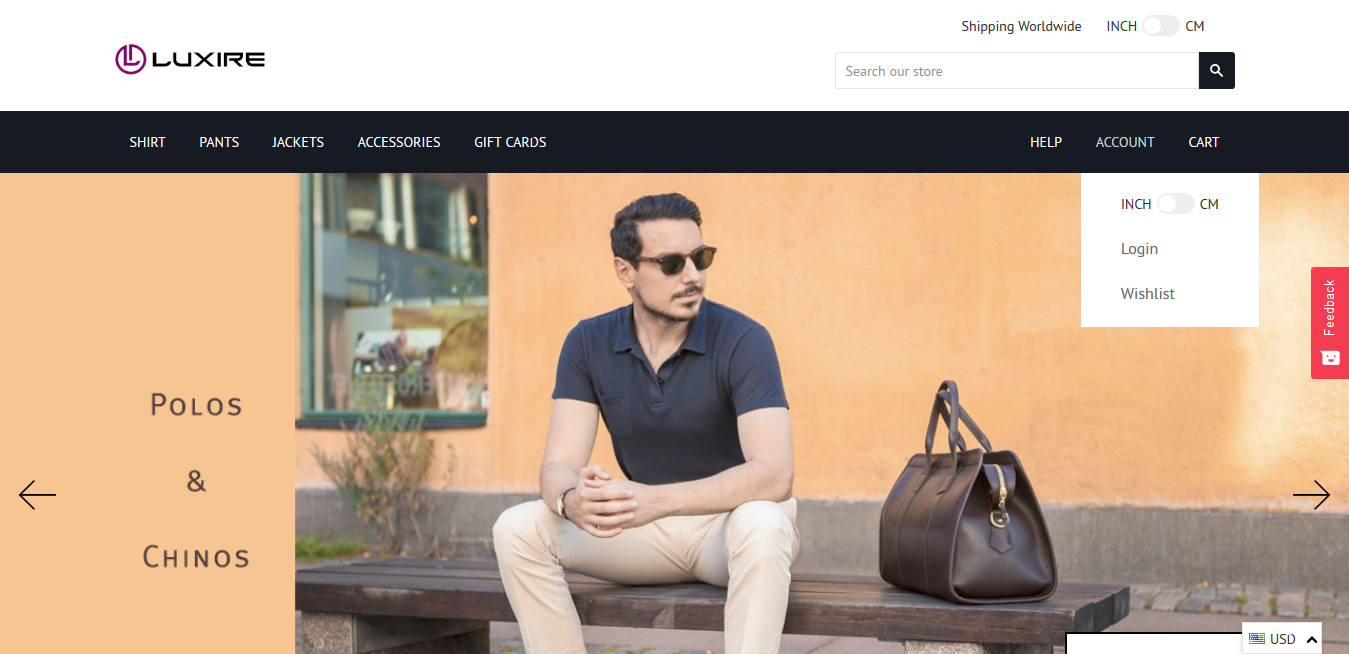 Shipping Worldwide
INCH CM
LUXIRE
Search our store
SHIRT PANTS JACKETS ACCESSORIES GIFT CARDS HELP ACCOUNT CART
INCH CM
Login
Wishlist
Feedback
POLOS
&
CHINOS
USD